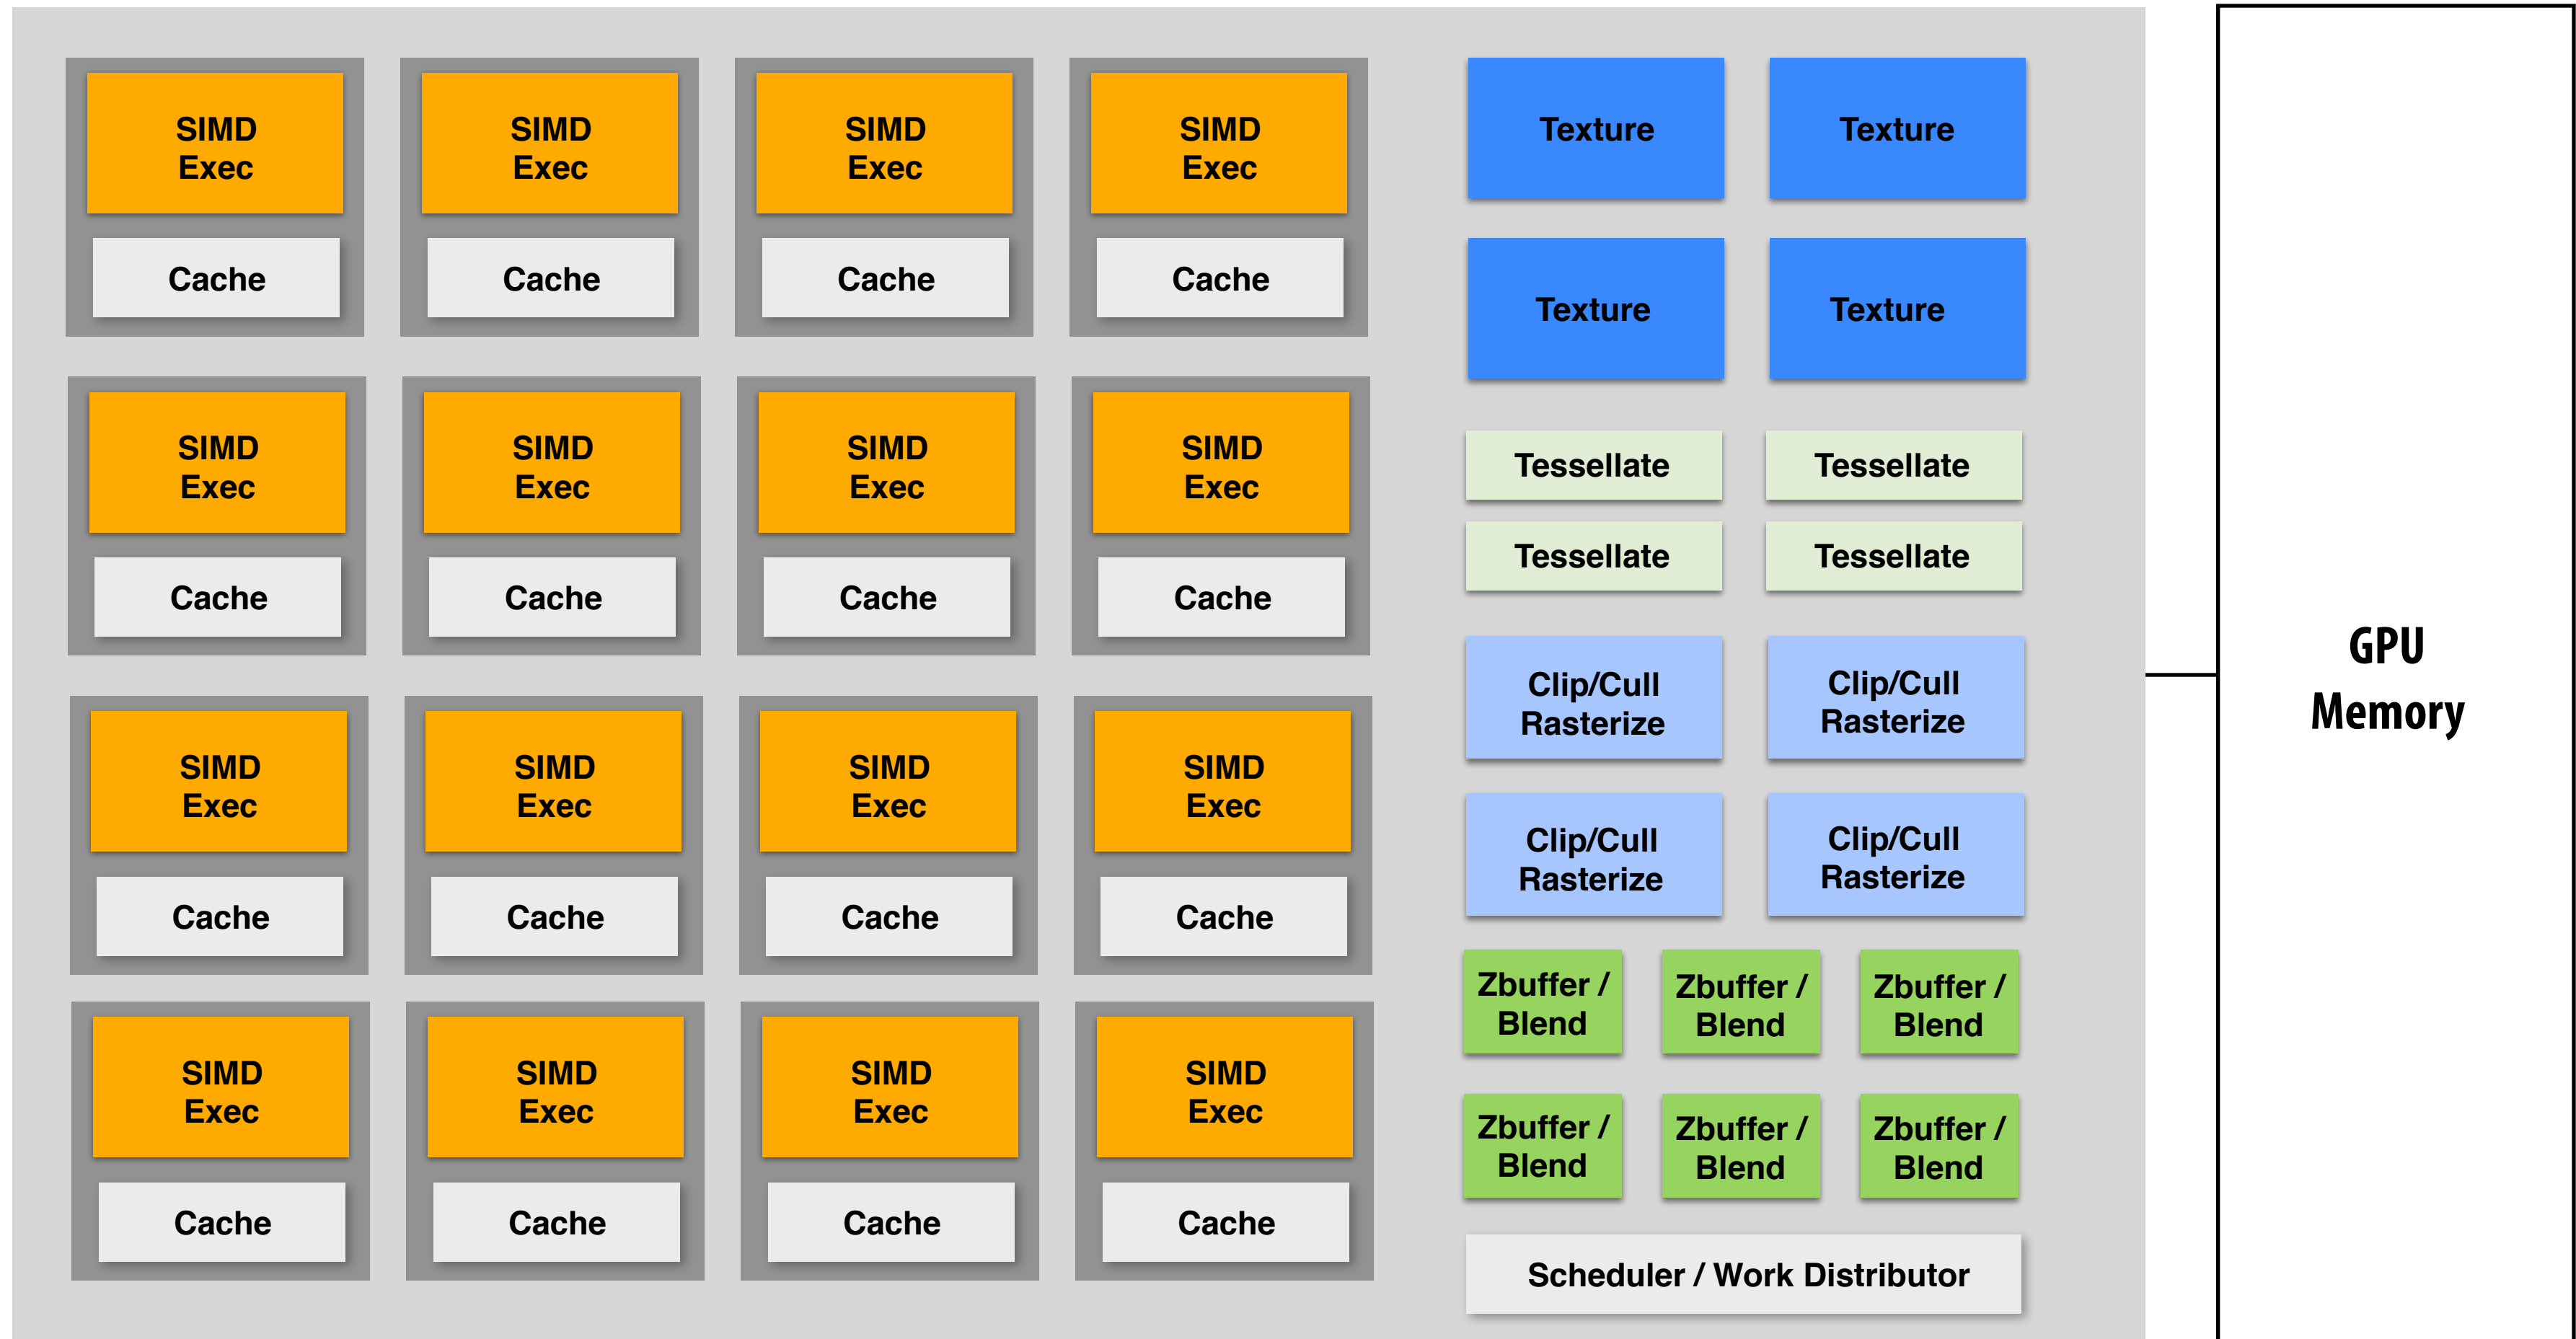 SIMD
Exec
Cache
SIMD
Exec
Cache
SIMD
Exec
Cache
SIMD
Exec
Cache
SIMD
Exec
Cache
SIMD
Exec
Cache
SIMD
Exec
Cache
SIMD
Exec
Cache
SIMD
Exec
Cache
SIMD
Exec
Cache
SIMD
Exec
Cache
SIMD
Exec
Cache
SIMD
Exec
Cache
SIMD
Exec
Cache
SIMD
Exec
Cache
SIMD
Exec
Cache
Texture
Texture
Texture
Texture
Tessellate
Tessellate
Tessellate
Tessellate
Clip/Cull
Rasterize
Clip/Cull
Rasterize
Clip/Cull
Rasterize
Clip/Cull
Rasterize
Zbuffer /
Blend
Zbuffer /
Blend
Zbuffer /
Blend
Zbuffer /
Blend
Zbuffer /
Blend
Zbuffer /
Blend
Scheduler / Work Distributor
GPU
Memory